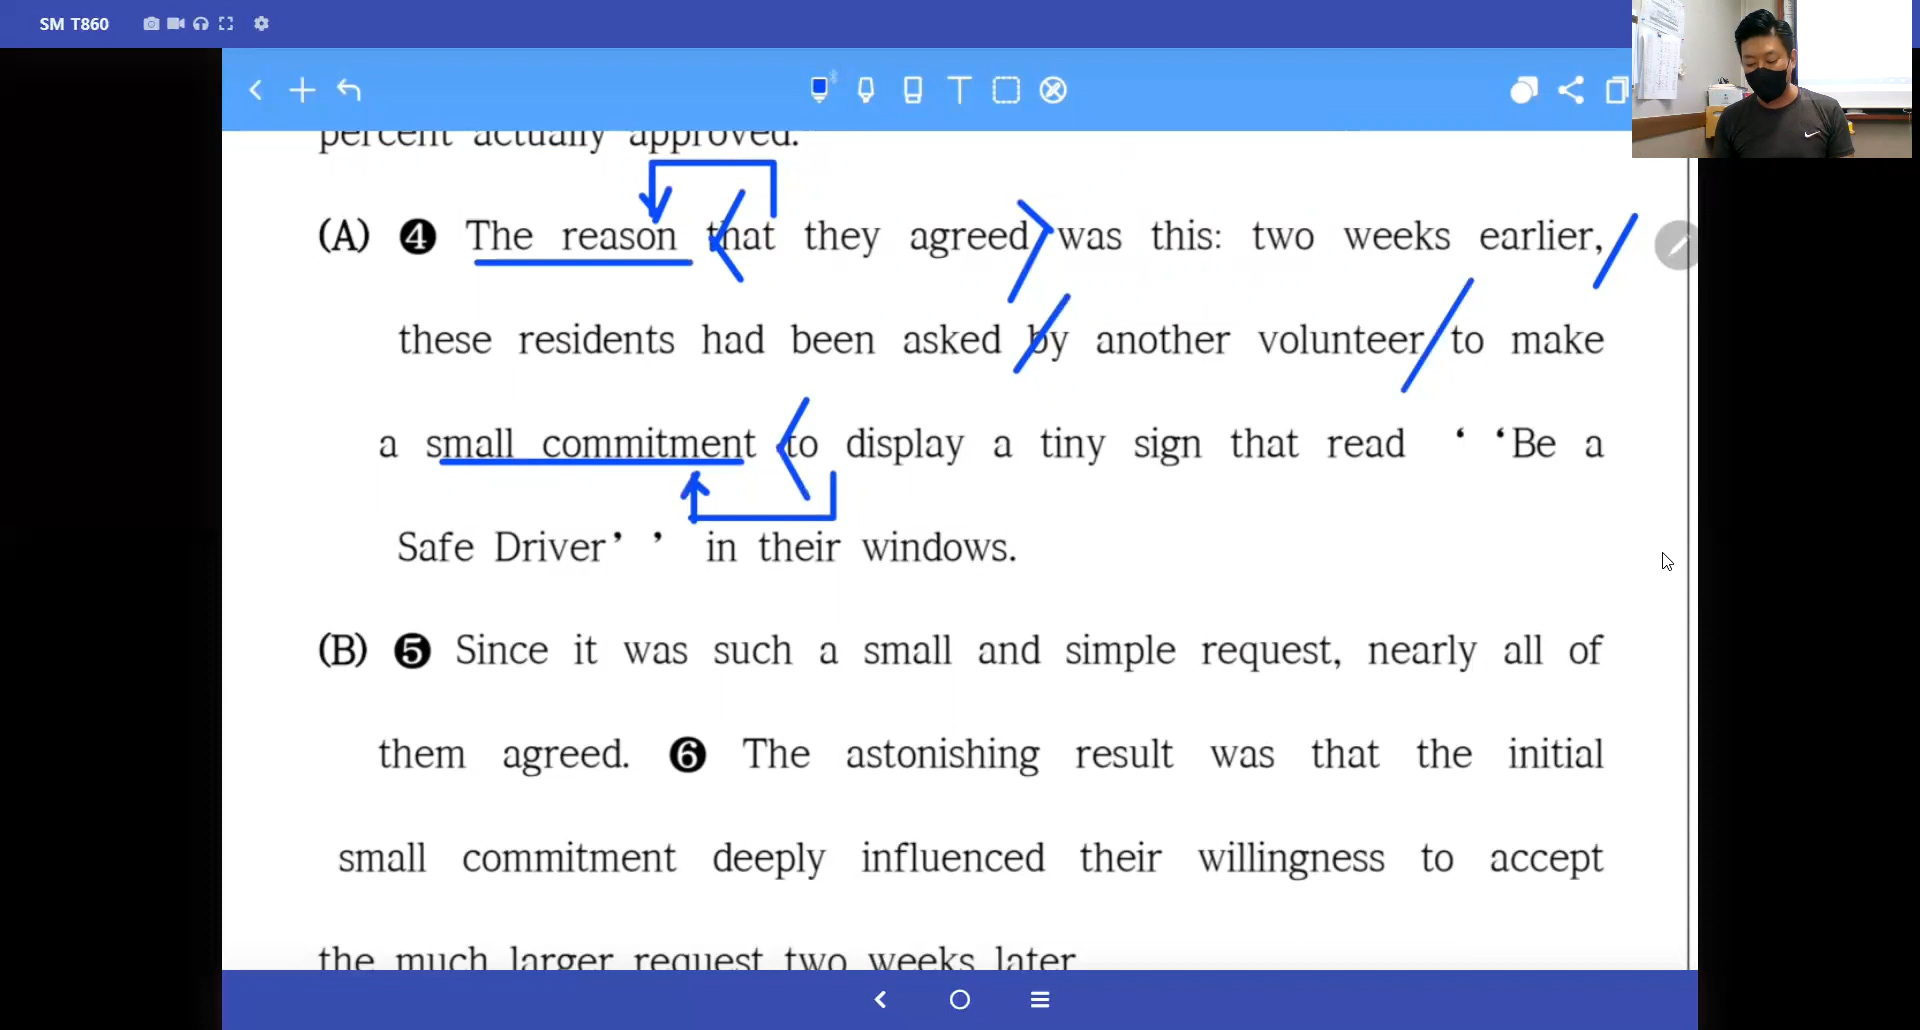 SM T860
percent actually approved.
(A) ❹ The reason that they agreed was this: two weeks earlier,
these residents had been asked by another volunteer to make
a small commitment to display a tiny sign that read ‘ ‘Be a
Safe Driver’ ’ in their windows.
(B) ❺ Since it was such a small and simple request, nearly all of
them agreed. ❻ The astonishing result was that the initial
small commitment deeply influenced their willingness to accept
the much larger request two weeks later